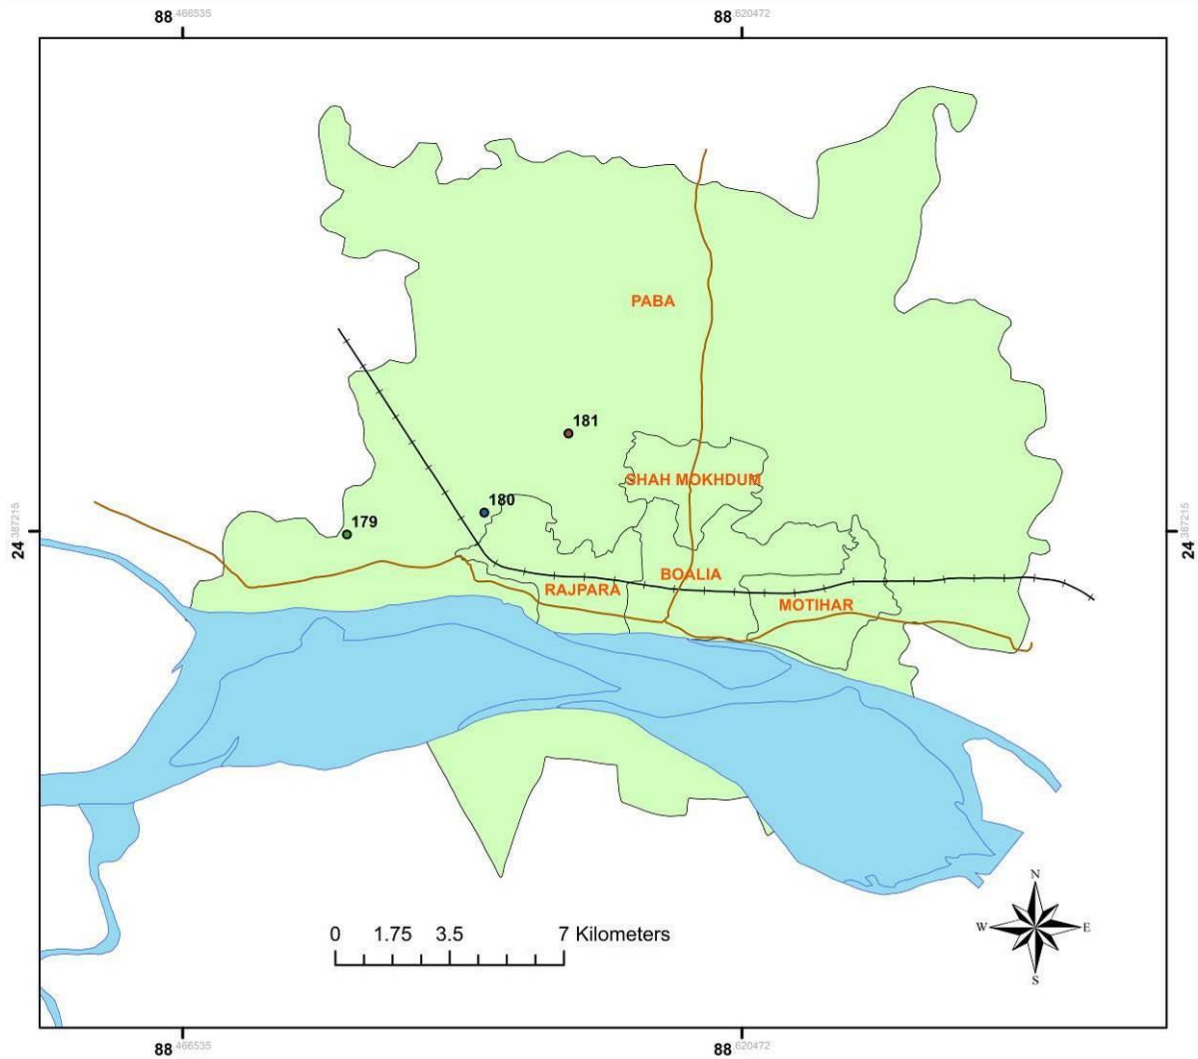 88.466535 88.620472
PABA
181
SHAH MOKHDUM
180
179
24.387215 24.387215
BOALIA
RAJPARA
MOTIHAR
N
W E
S
0 1.75 3.5 7 Kilometers
88.466535 88.620472